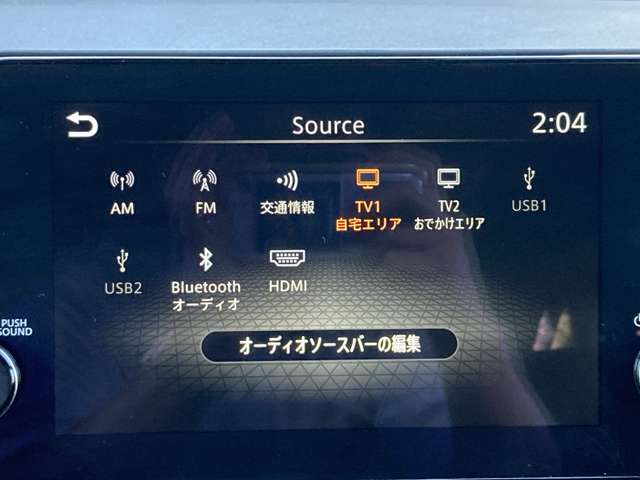 Source
2:04
AM
FM
交通情報
TV1
自宅エリア
TV2
おでかけエリア
USB1
USB2
Bluetooth
オーディオ
HDMI
オーディオソースバーの編集
PUSH
SOUND